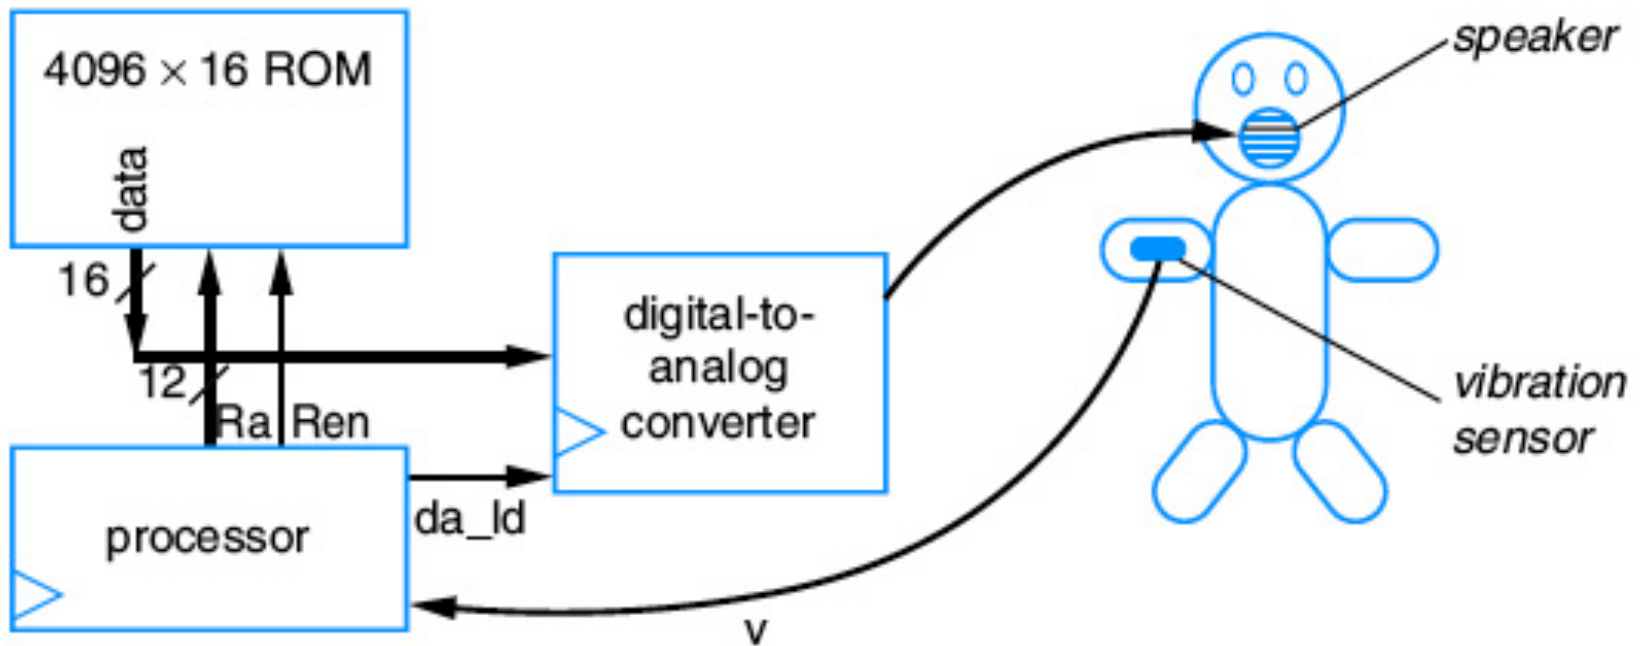 4096 × 16 ROM
data
16
12
Ra
Ren
processor
da_ld
digital-to-
analog
converter
v
speaker
vibration
sensor